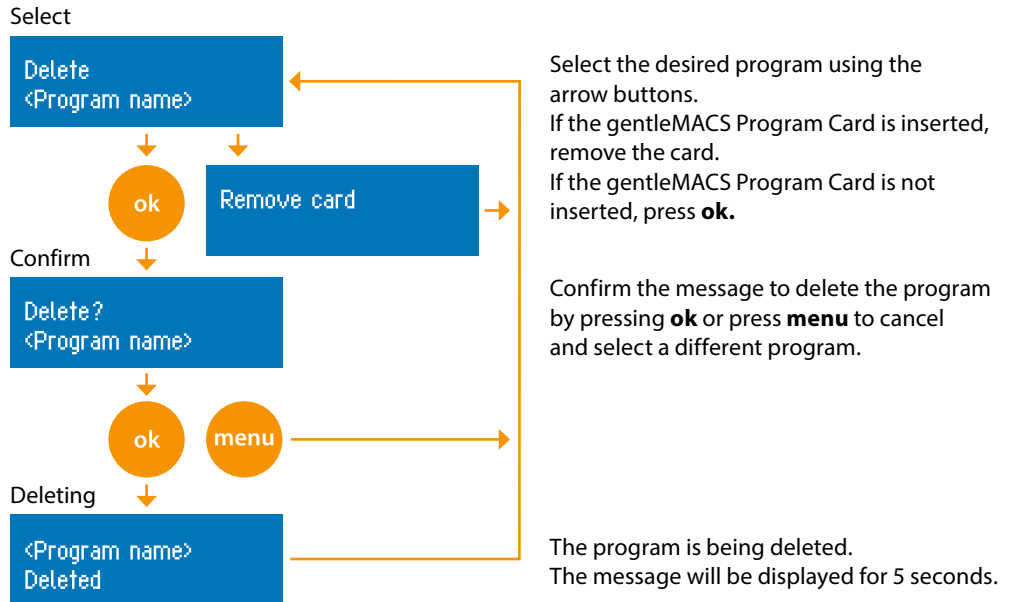 Select
Delete
<Program name>
Select the desired program using the
arrow buttons.
If the gentleMACS Program Card is inserted,
remove the card.
If the gentleMACS Program Card is not
inserted, press ok.
ok
Remove card
Confirm
Delete?
<Program name>
Confirm the message to delete the program
by pressing ok or press menu to cancel
and select a different program.
ok
menu
Deleting
<Program name>
Deleted
The program is being deleted.
The message will be displayed for 5 seconds.